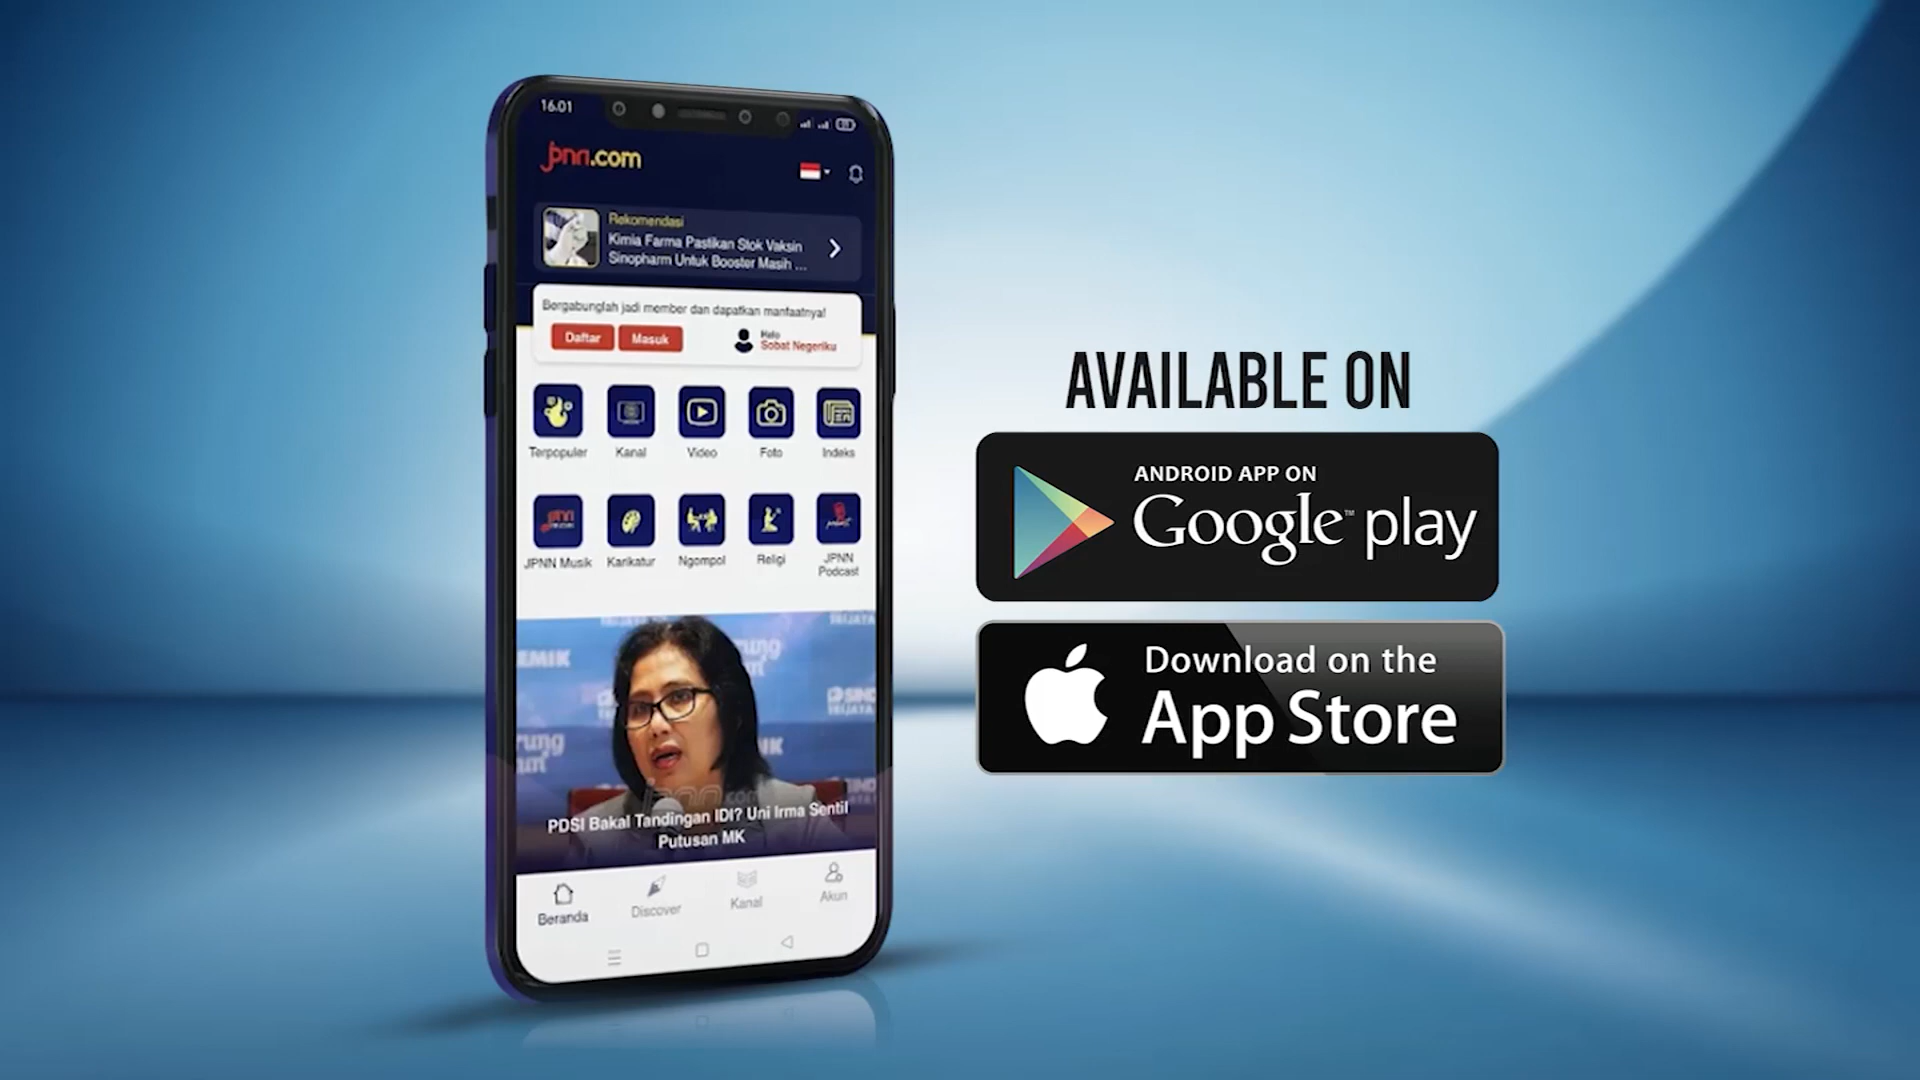 16.01
jpnn.com
Rekomendasi
Kimia Farma Pastikan Stok Vaksin
Sinopharm Untuk Booster Masih ...
Bergabunglah jadi member dan dapatkan manfaatnya!
Daftar
Masuk
Halo
Sobat Negeriku
Terpopuler
Kanal
Video
Foto
Indeks
JPNN Musik
Karikatur
Ngompol
Religi
JPNN
Podcast
PDSI Bakal Tandingan IDI? Uni Irma Sentil
Putusan MK
Beranda
Discover
Kanal
Akun
AVAILABLE ON
ANDROID APP ON
Google™ play
Download on the
App Store